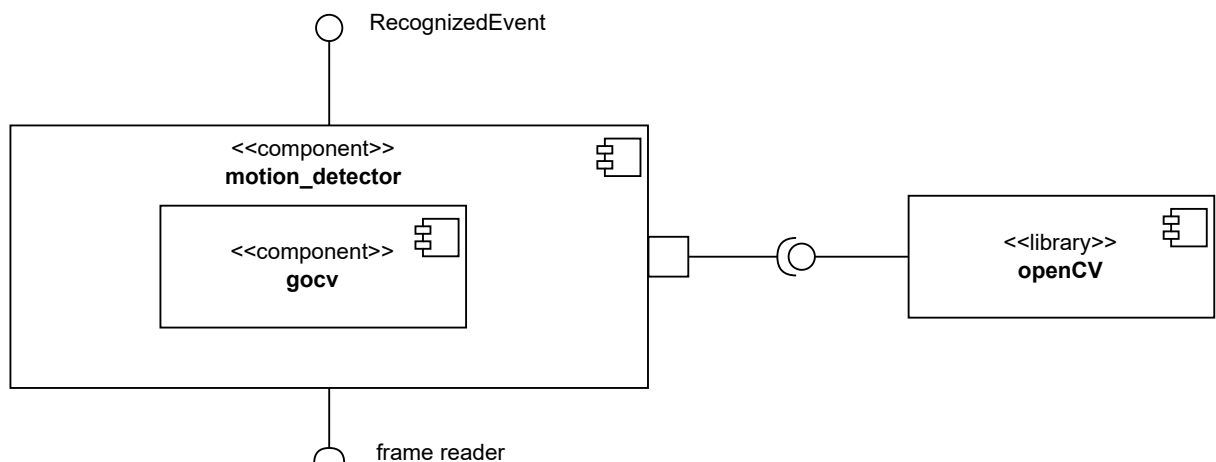 RecognizedEvent
<<component>>
motion_detector
<<component>>
gocv
<<library>>
openCV
frame reader